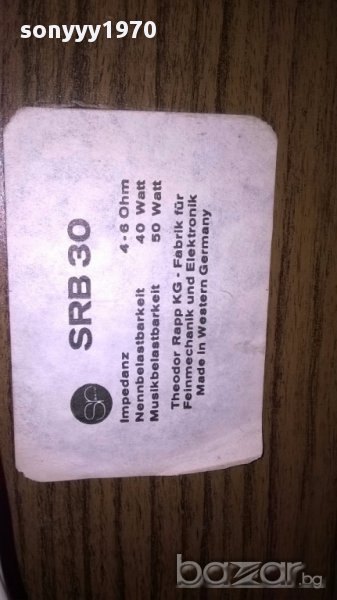 sonyyy1970
SRB 30
Impedanz 4-6 Ohm
Nennbelastbarkeit 40 Watt
Musikbelastbarkeit 50 Watt
Theodor Rapp KG - Fabrik für
Feinmechanik und Elektronik
Made in Western Germany
bazar.bg